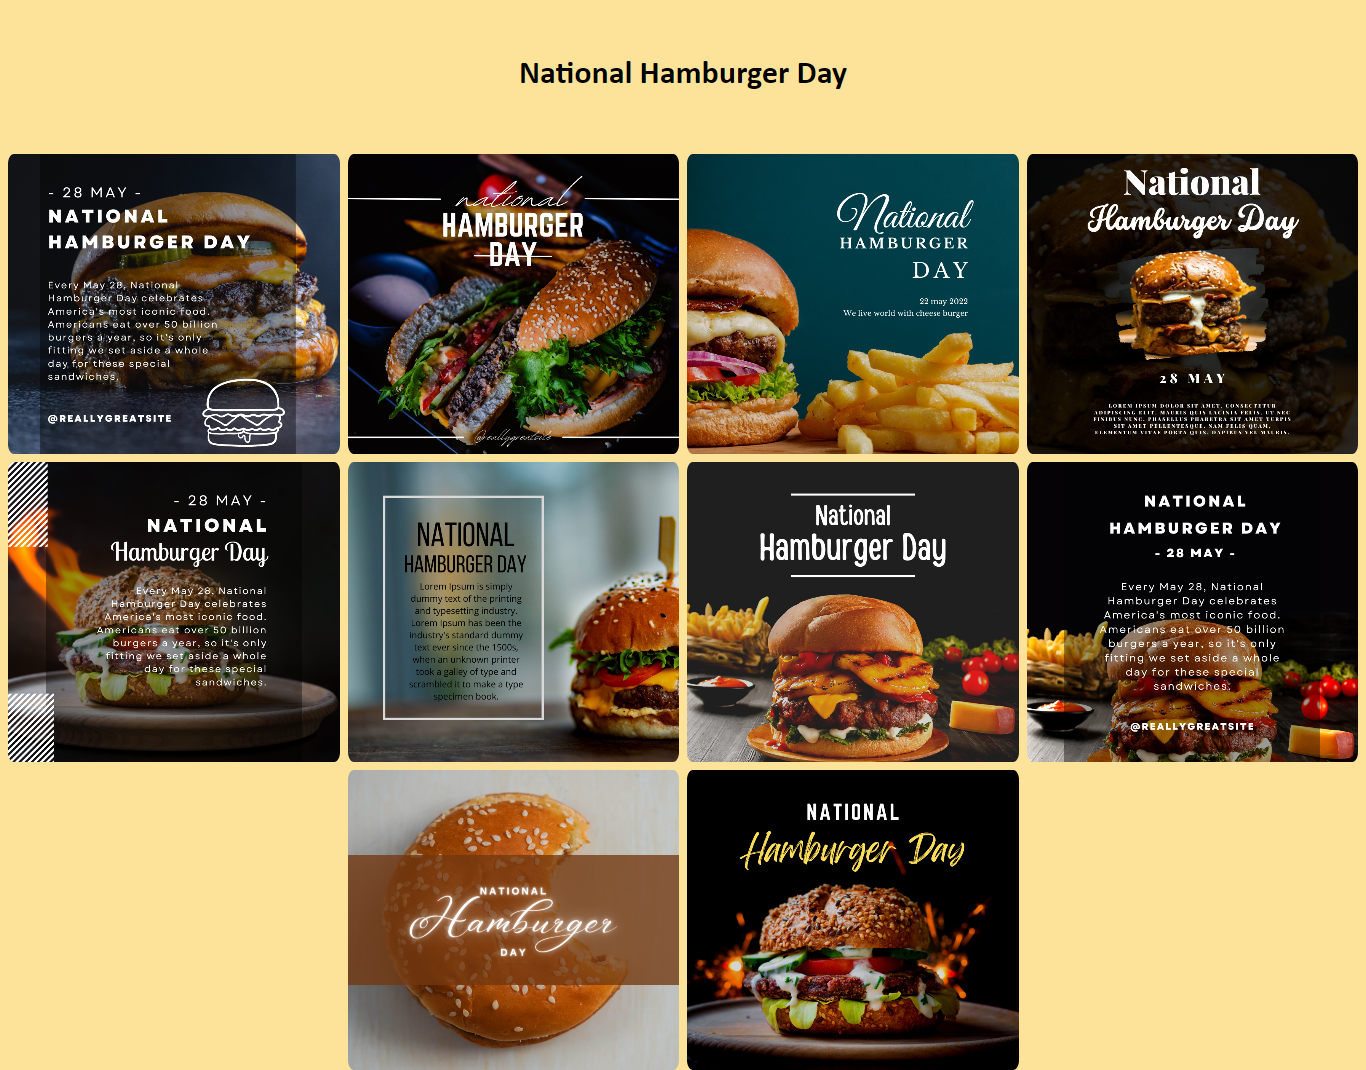 National Hamburger Day
- 28 MAY -
NATIONAL
HAMBURGER DAY
Every May 28, National
Hamburger Day celebrates
America's most iconic food.
Americans eat over 50 billion
burgers a year, so it's only
fitting we set aside a whole
day for these special
sandwiches.
@REALLYGREATSITE
national
HAMBURGER
DAY
@reallygreatsite
National
HAMBURGER
DAY
22 may 2022
We live world with cheese burger
National
Hamburger Day
28 MAY
LOREM IPSUM DOLOR SIT AMET, CONSECTETUR
ADIPISCING ELIT. MAURIS QUIS LACINIA FELIS, UT NEC
FINIBUS NUNC. PHASELLUS PHARETRA SIT AMET TURPIS
SIT AMET PELLENTESQUE. NAM FELIS QUAM,
ELEMENTUM VITAE PORTA QUIS, DAPIBUS VEL MAURIS.
- 28 MAY -
NATIONAL
Hamburger Day
Every May 28, National
Hamburger Day celebrates
America's most iconic food.
Americans eat over 50 billion
burgers a year, so it's only
fitting we set aside a whole
day for these special
sandwiches.
NATIONAL
HAMBURGER DAY
Lorem Ipsum is simply
dummy text of the printing
and typesetting industry.
Lorem Ipsum has been the
industry's standard dummy
text ever since the 1500s,
when an unknown printer
took a galley of type and
scrambled it to make a type
specimen book.
National
Hamburger Day
NATIONAL
HAMBURGER DAY
- 28 MAY -
Every May 28, National
Hamburger Day celebrates
America's most iconic food.
Americans eat over 50 billion
burgers a year, so it's only
fitting we set aside a whole
day for these special
sandwiches.
@REALLYGREATSITE
NATIONAL
Hamburger
DAY
NATIONAL
Hamburger Day